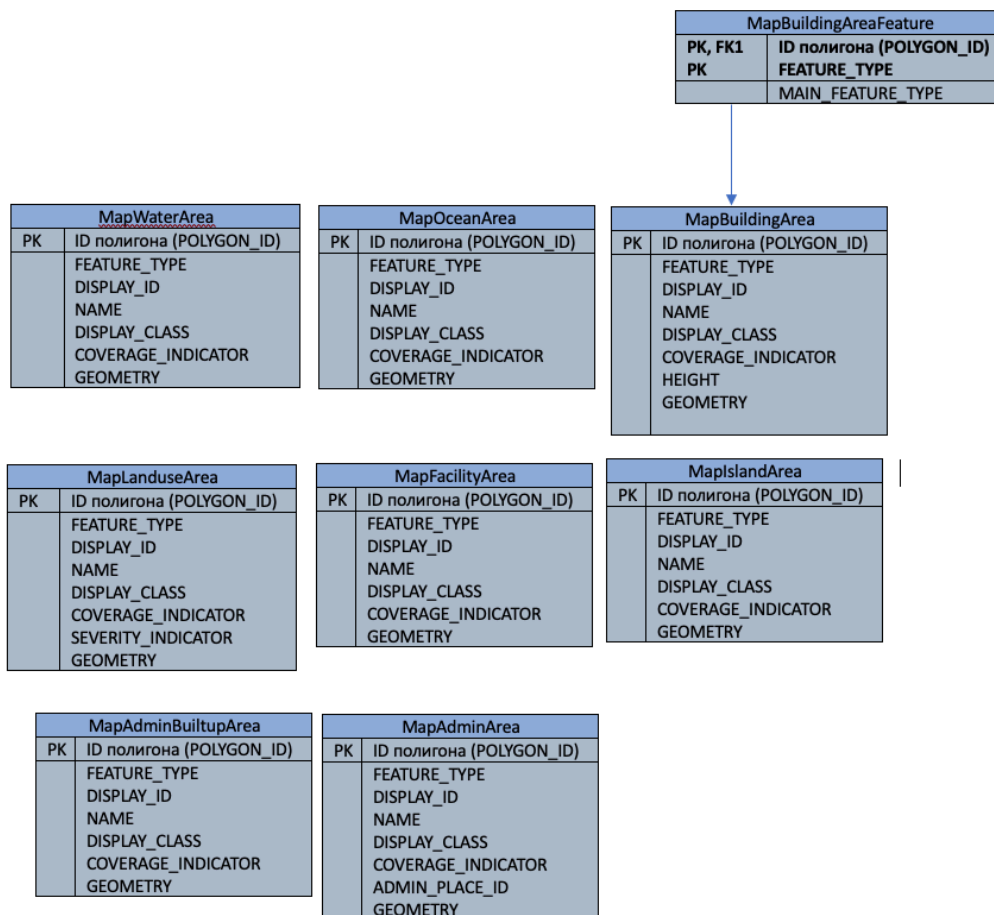 MapBuildingAreaFeature
PK, FK1 ID полигона (POLYGON_ID)
PK FEATURE_TYPE
MAIN_FEATURE_TYPE
MapWaterArea
PK ID полигона (POLYGON_ID)
FEATURE_TYPE
DISPLAY_ID
NAME
DISPLAY_CLASS
COVERAGE_INDICATOR
GEOMETRY
MapOceanArea
PK ID полигона (POLYGON_ID)
FEATURE_TYPE
DISPLAY_ID
NAME
DISPLAY_CLASS
COVERAGE_INDICATOR
GEOMETRY
MapBuildingArea
PK ID полигона (POLYGON_ID)
FEATURE_TYPE
DISPLAY_ID
NAME
DISPLAY_CLASS
COVERAGE_INDICATOR
HEIGHT
GEOMETRY
MapLanduseArea
PK ID полигона (POLYGON_ID)
FEATURE_TYPE
DISPLAY_ID
NAME
DISPLAY_CLASS
COVERAGE_INDICATOR
SEVERITY_INDICATOR
GEOMETRY
MapFacilityArea
PK ID полигона (POLYGON_ID)
FEATURE_TYPE
DISPLAY_ID
NAME
DISPLAY_CLASS
COVERAGE_INDICATOR
GEOMETRY
MapIslandArea
PK ID полигона (POLYGON_ID)
FEATURE_TYPE
DISPLAY_ID
NAME
DISPLAY_CLASS
COVERAGE_INDICATOR
GEOMETRY
MapAdminBuiltupArea
PK ID полигона (POLYGON_ID)
FEATURE_TYPE
DISPLAY_ID
NAME
DISPLAY_CLASS
COVERAGE_INDICATOR
GEOMETRY
MapAdminArea
PK ID полигона (POLYGON_ID)
FEATURE_TYPE
DISPLAY_ID
NAME
DISPLAY_CLASS
COVERAGE_INDICATOR
ADMIN_PLACE_ID
GEOMETRY